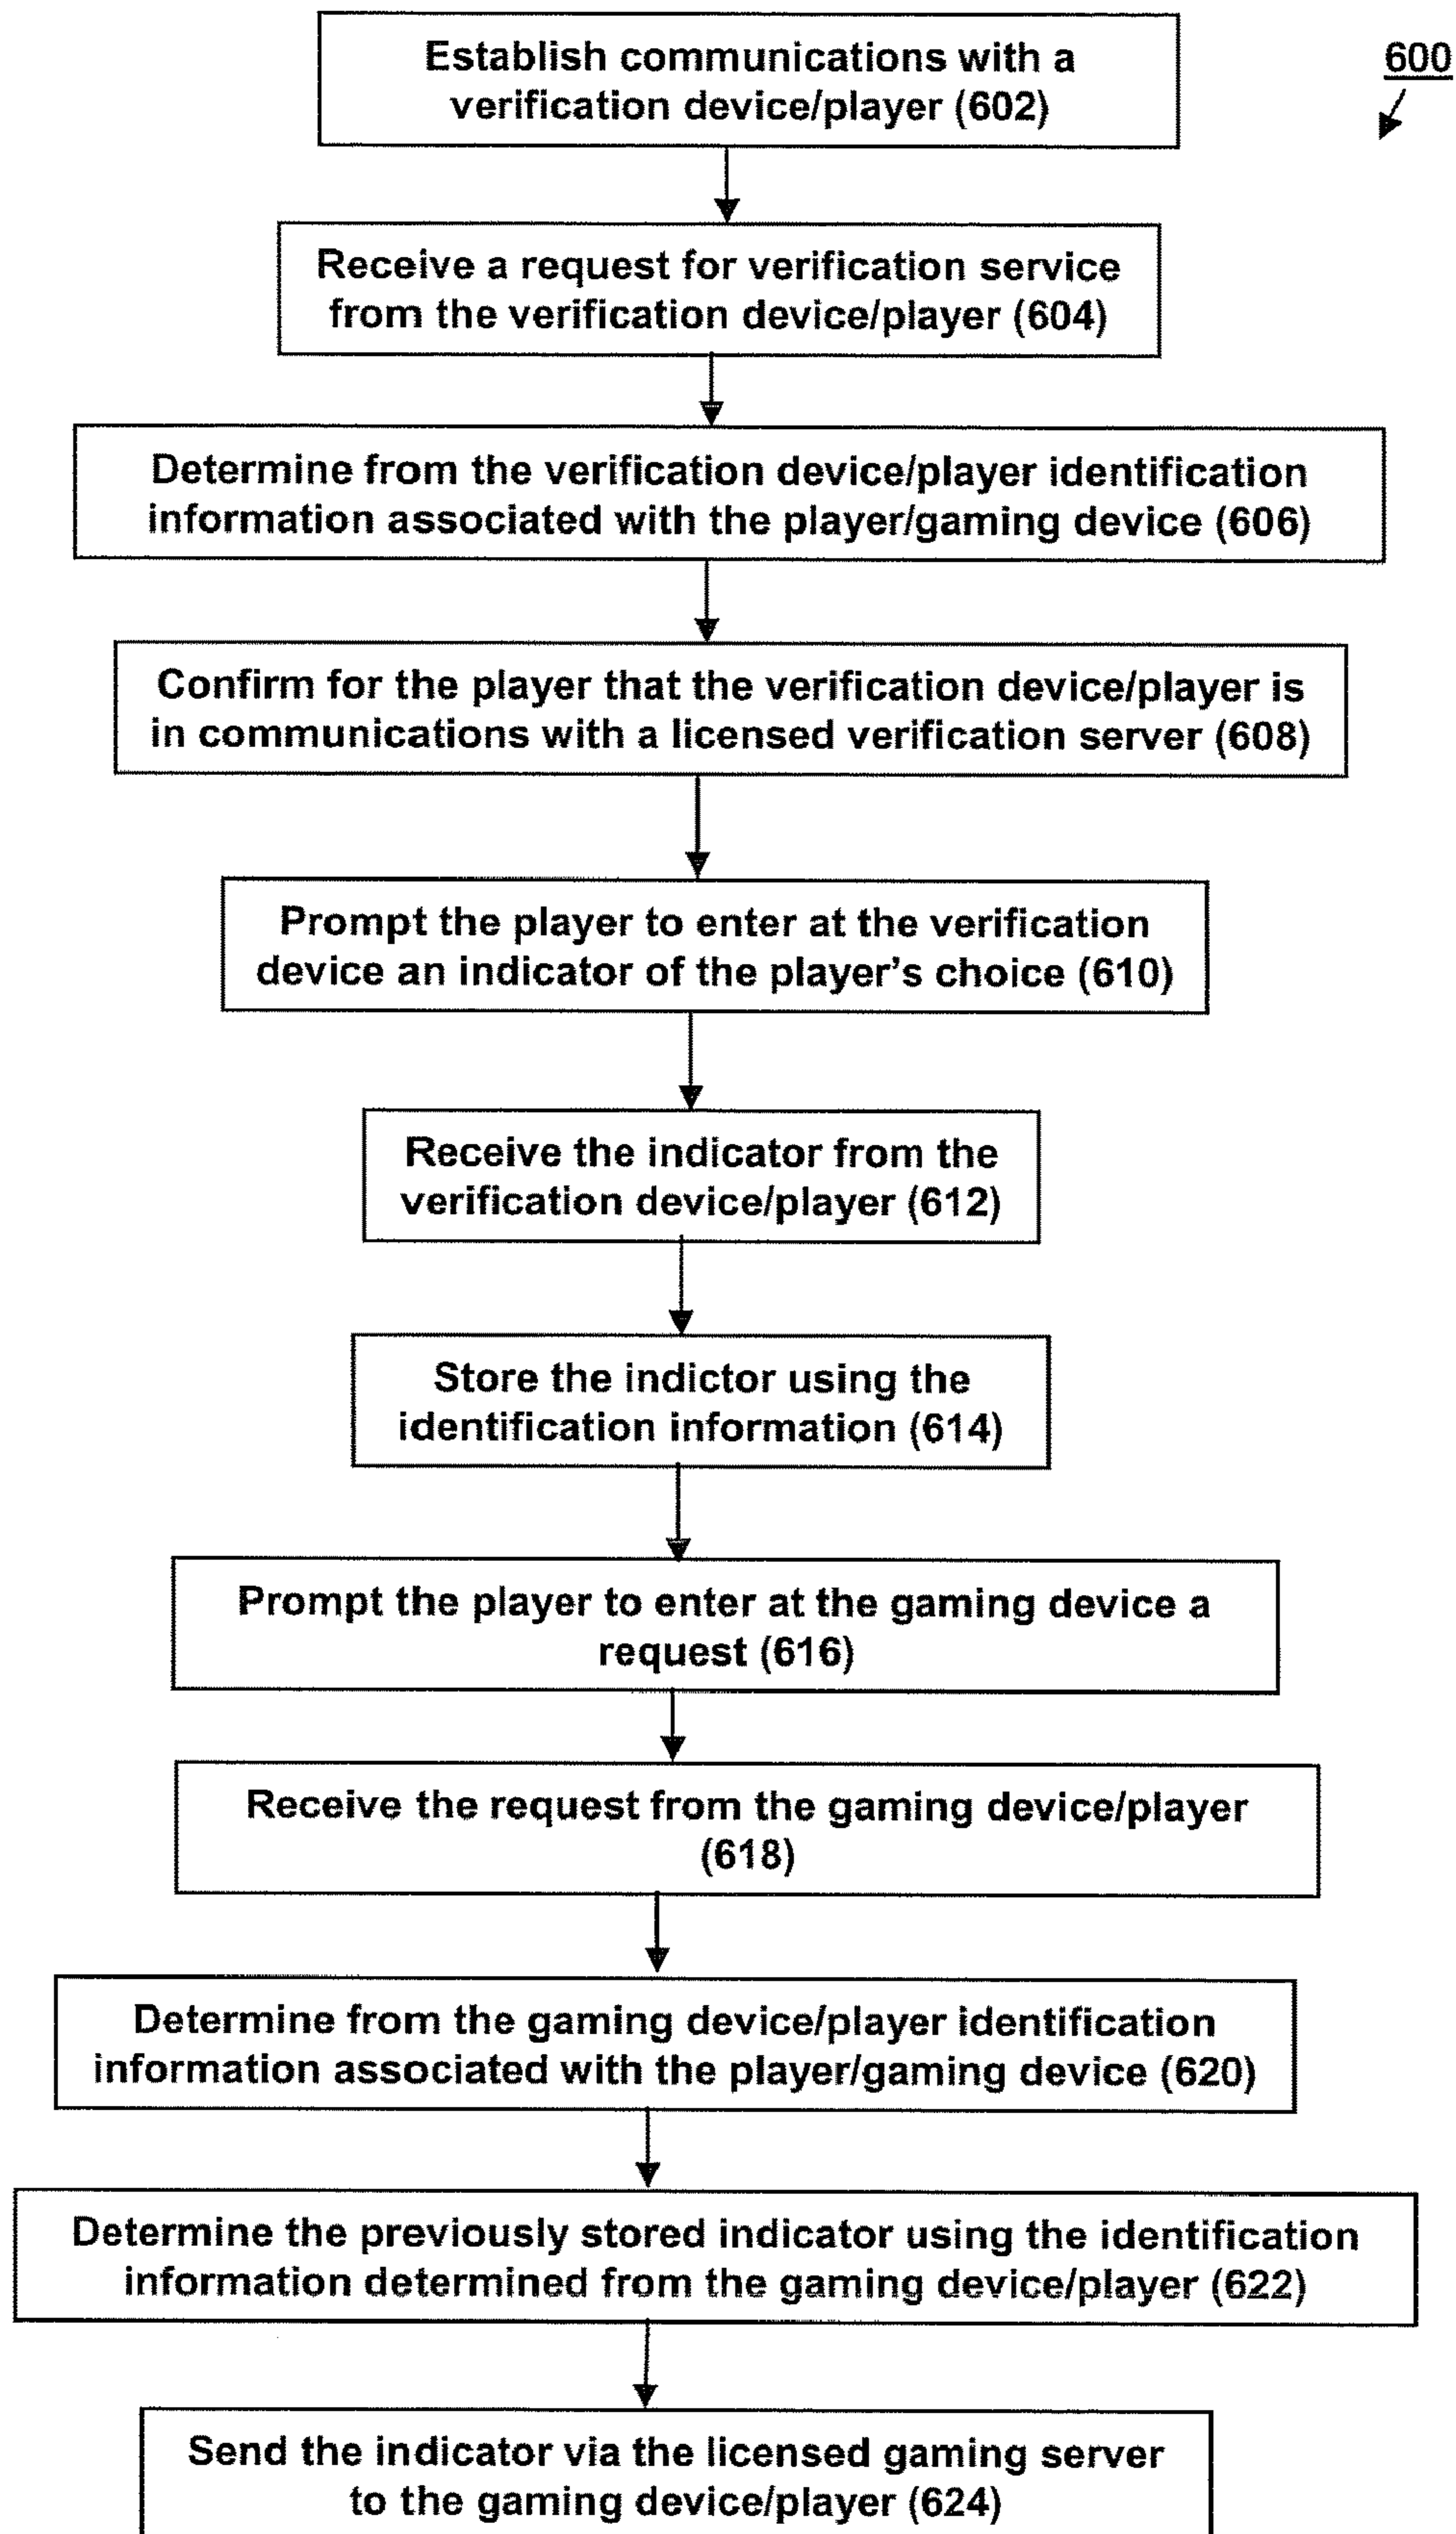 Establish communications with a
verification device/player (602)
600
Receive a request for verification service
from the verification device/player (604)
Determine from the verification device/player identification
information associated with the player/gaming device (606)
Confirm for the player that the verification device/player is
in communications with a licensed verification server (608)
Prompt the player to enter at the verification
device an indicator of the player's choice (610)
Receive the indicator from the
verification device/player (612)
Store the indictor using the
identification information (614)
Prompt the player to enter at the gaming device a
request (616)
Receive the request from the gaming device/player
(618)
Determine from the gaming device/player identification
information associated with the player/gaming device (620)
Determine the previously stored indicator using the identification
information determined from the gaming device/player (622)
Send the indicator via the licensed gaming server
to the gaming device/player (624)